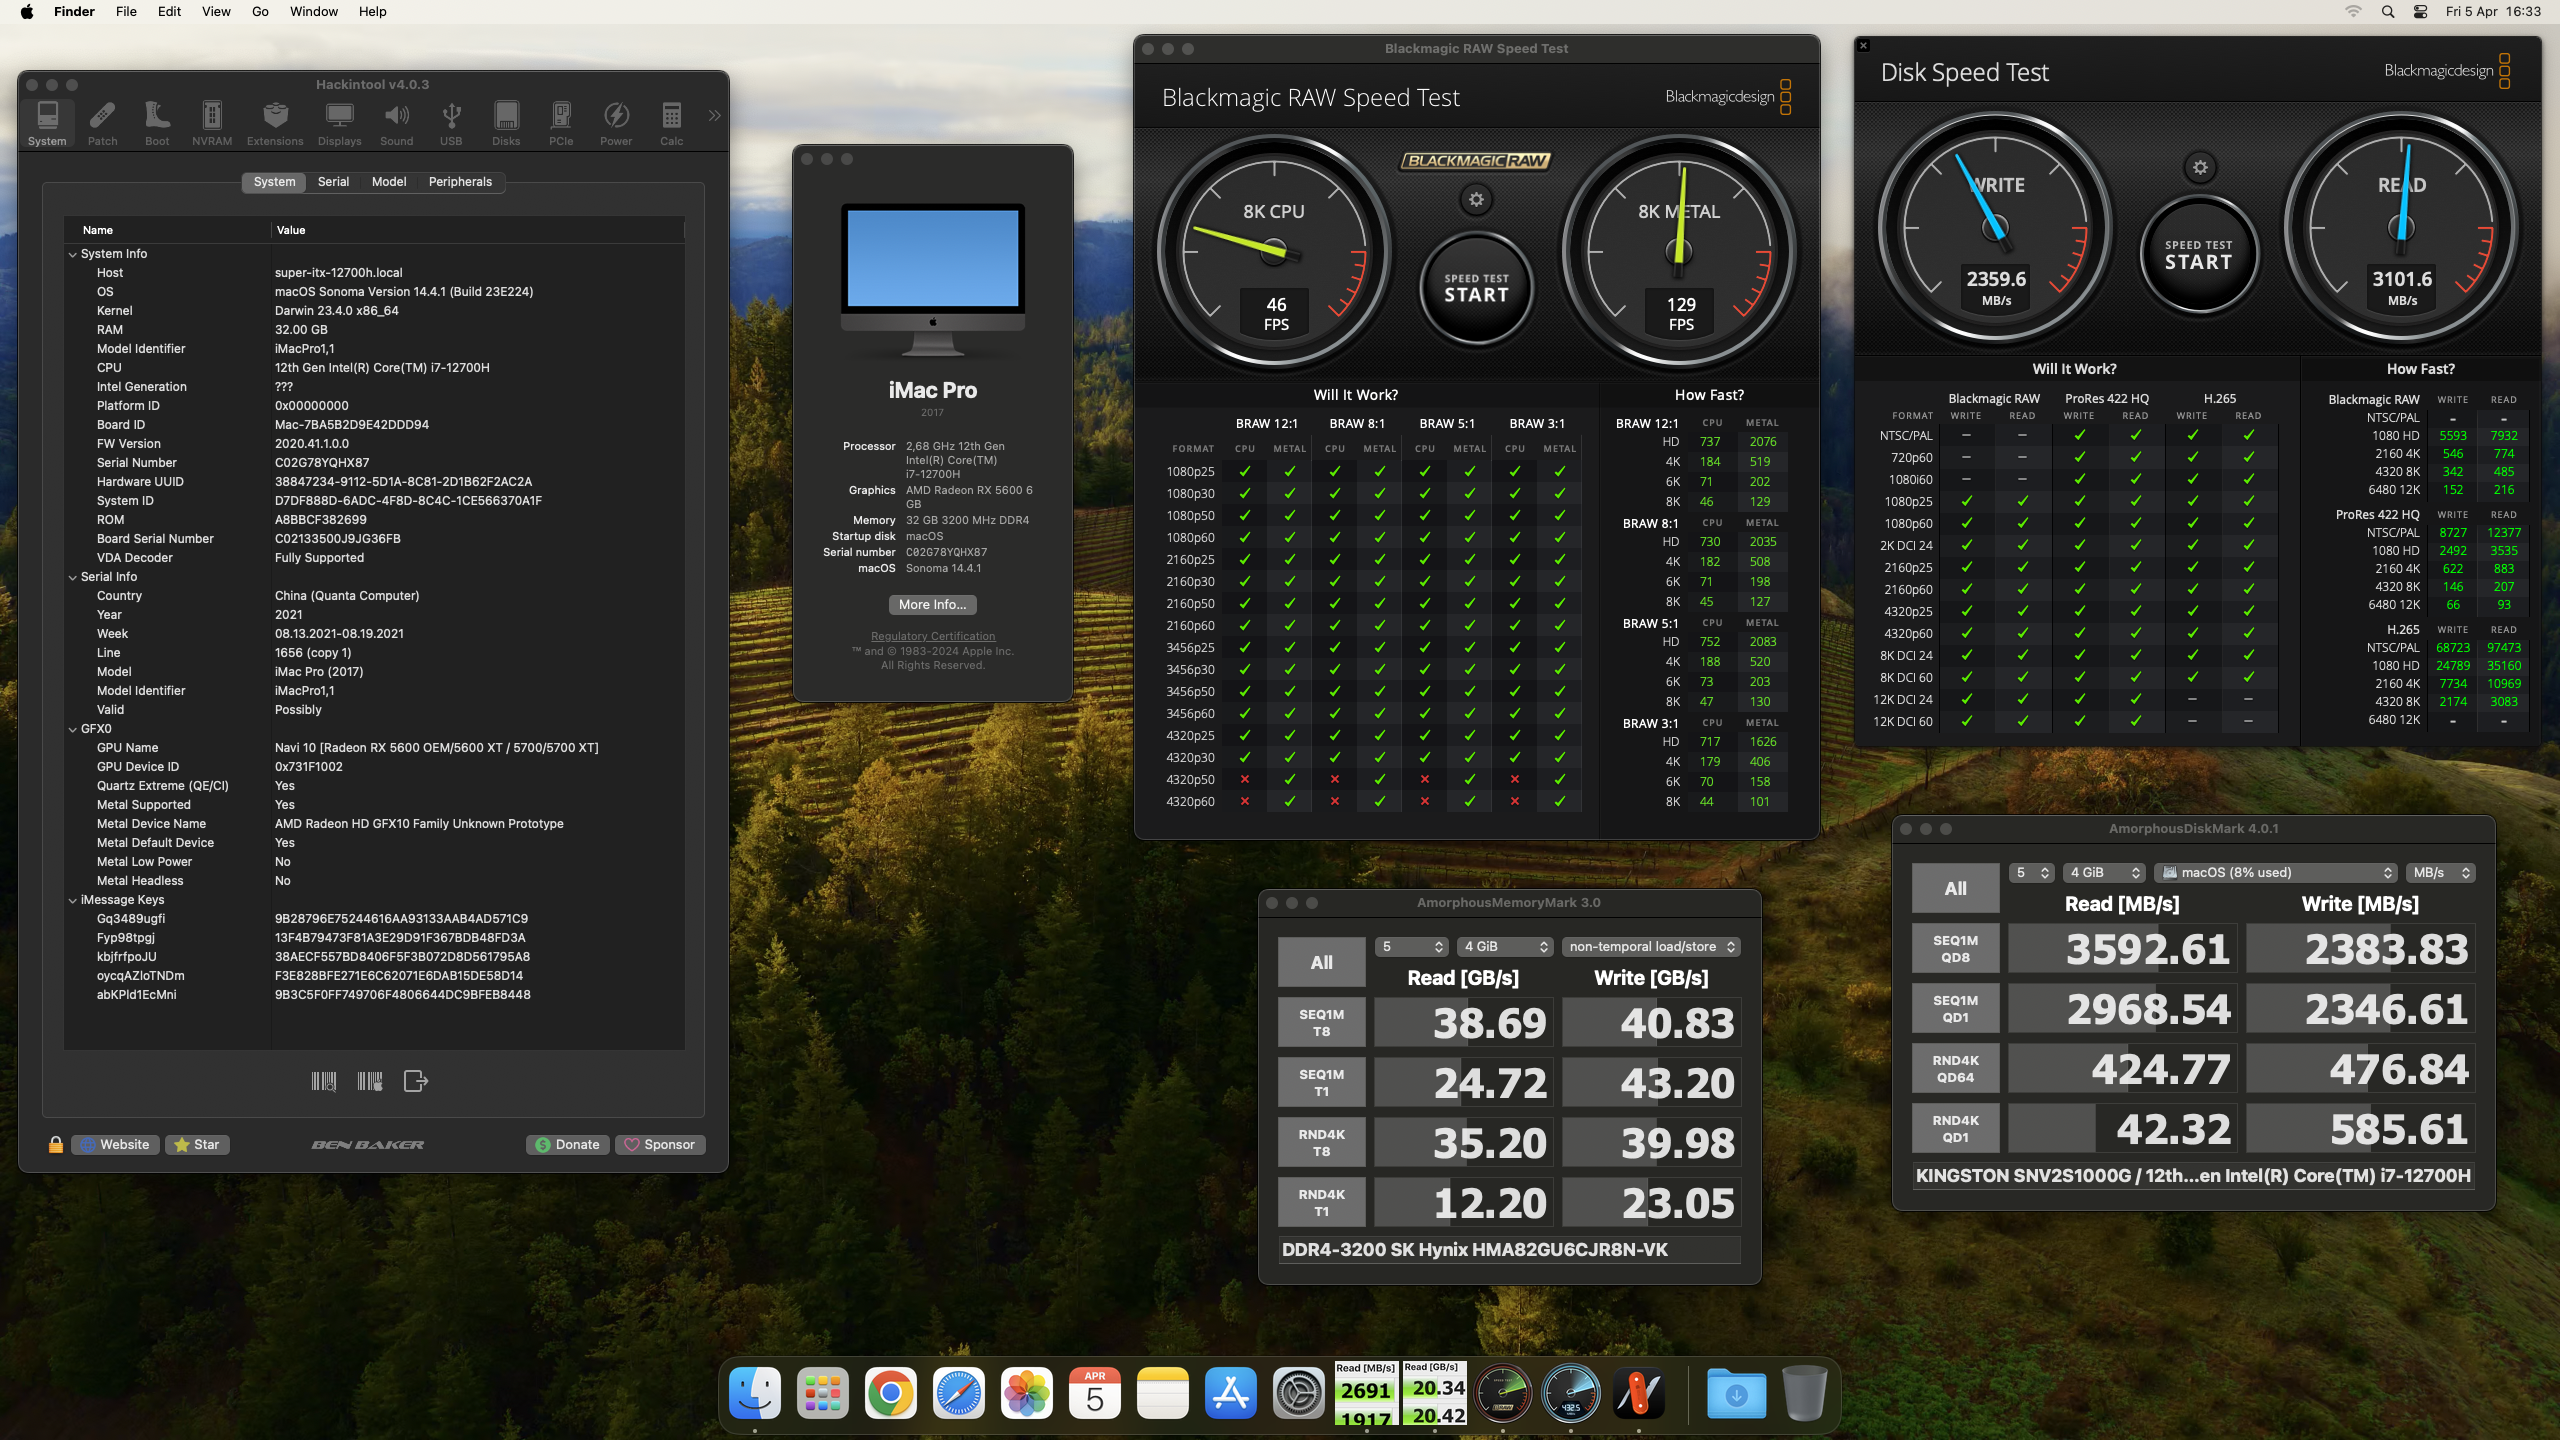 Finder File Edit View Go Window Help
Fri 5 Apr 16:33
Hackintool v4.0.3
System Patch Boot NVRAM Extensions Displays Sound USB Disks PCIe Power Calc
System Serial Model Peripherals
Name Value
System Info
Host super-itx-12700h.local
OS macOS Sonoma Version 14.4.1 (Build 23E224)
Kernel Darwin 23.4.0 x86_64
RAM 32.00 GB
Model Identifier iMacPro1,1
CPU 12th Gen Intel(R) Core(TM) i7-12700H
Intel Generation ???
Platform ID 0x00000000
Board ID Mac-7BA5B2D9E42DDD94
FW Version 2020.41.1.0.0
Serial Number C02G78YQHX87
Hardware UUID 38847234-9112-5D1A-8C81-2D1B62F2AC2A
System ID D7DF888D-6ADC-4F8D-8C4C-1CE566370A1F
ROM A8BBCF382699
Board Serial Number C02133500J9JG36FB
VDA Decoder Fully Supported
Serial Info
Country China (Quanta Computer)
Year 2021
Week 08.13.2021-08.19.2021
Line 1656 (copy 1)
Model iMac Pro (2017)
Model Identifier iMacPro1,1
Valid Possibly
GFX0
GPU Name Navi 10 [Radeon RX 5600 OEM/5600 XT / 5700/5700 XT]
GPU Device ID 0x731F1002
Quartz Extreme (QE/CI) Yes
Metal Supported Yes
Metal Device Name AMD Radeon HD GFX10 Family Unknown Prototype
Metal Default Device Yes
Metal Low Power No
Metal Headless No
iMessage Keys
Gq3489ugfi 9B28796E75244616AA93133AAB4AD571C9
Fyp98tpgj 13F4B79473F81A3E29D91F367BDB48FD3A
kbjfrfpoJU 38AECF557BD8406F5F3B072D8D561795A8
oycqAZloTNDm F3E828BFE271E6C62071E6DAB15DE58D14
abKPld1EcMni 9B3C5F0FF749706F4806644DC9BFEB8448
Website Star BEN BAKER Donate Sponsor
iMac Pro
2017
Processor 2,68 GHz 12th Gen
Intel(R) Core(TM)
i7-12700H
Graphics AMD Radeon RX 5600 6
GB
Memory 32 GB 3200 MHz DDR4
Startup disk macOS
Serial number C02G78YQHX87
macOS Sonoma 14.4.1
More Info...
Regulatory Certification
™ and © 1983-2024 Apple Inc.
All Rights Reserved.
Blackmagic RAW Speed Test
Blackmagic RAW Speed Test Blackmagicdesign
BLACKMAGIC RAW
8K CPU 8K METAL
SPEED TEST
START
46 129
FPS FPS
Will It Work?
BRAW 12:1 BRAW 8:1 BRAW 5:1 BRAW 3:1
FORMAT CPU METAL CPU METAL CPU METAL CPU METAL
1080p25 ✓ ✓ ✓ ✓ ✓ ✓ ✓ ✓
1080p30 ✓ ✓ ✓ ✓ ✓ ✓ ✓ ✓
1080p50 ✓ ✓ ✓ ✓ ✓ ✓ ✓ ✓
1080p60 ✓ ✓ ✓ ✓ ✓ ✓ ✓ ✓
2160p25 ✓ ✓ ✓ ✓ ✓ ✓ ✓ ✓
2160p30 ✓ ✓ ✓ ✓ ✓ ✓ ✓ ✓
2160p50 ✓ ✓ ✓ ✓ ✓ ✓ ✓ ✓
2160p60 ✓ ✓ ✓ ✓ ✓ ✓ ✓ ✓
3456p25 ✓ ✓ ✓ ✓ ✓ ✓ ✓ ✓
3456p30 ✓ ✓ ✓ ✓ ✓ ✓ ✓ ✓
3456p50 ✓ ✓ ✓ ✓ ✓ ✓ ✓ ✓
3456p60 ✓ ✓ ✓ ✓ ✓ ✓ ✓ ✓
4320p25 ✓ ✓ ✓ ✓ ✓ ✓ ✓ ✓
4320p30 ✓ ✓ ✓ ✓ ✓ ✓ ✓ ✓
4320p50 × ✓ × ✓ × ✓ × ✓
4320p60 × ✓ × ✓ × ✓ × ✓
How Fast?
BRAW 12:1 CPU METAL
HD 737 2076
4K 184 519
6K 71 202
8K 46 129
BRAW 8:1 CPU METAL
HD 730 2035
4K 182 508
6K 71 198
8K 45 127
BRAW 5:1 CPU METAL
HD 752 2083
4K 188 520
6K 73 203
8K 47 130
BRAW 3:1 CPU METAL
HD 717 1626
4K 179 406
6K 70 158
8K 44 101
Disk Speed Test Blackmagicdesign
WRITE READ
SPEED TEST
START
2359.6 3101.6
MB/s MB/s
Will It Work?
Blackmagic RAW ProRes 422 HQ H.265
FORMAT WRITE READ WRITE READ WRITE READ
NTSC/PAL – – ✓ ✓ ✓ ✓
720p60 – – ✓ ✓ ✓ ✓
1080i60 – – ✓ ✓ ✓ ✓
1080p25 ✓ ✓ ✓ ✓ ✓ ✓
1080p60 ✓ ✓ ✓ ✓ ✓ ✓
2K DCI 24 ✓ ✓ ✓ ✓ ✓ ✓
2160p25 ✓ ✓ ✓ ✓ ✓ ✓
2160p60 ✓ ✓ ✓ ✓ ✓ ✓
4320p25 ✓ ✓ ✓ ✓ ✓ ✓
4320p60 ✓ ✓ ✓ ✓ ✓ ✓
8K DCI 24 ✓ ✓ ✓ ✓ ✓ ✓
8K DCI 60 ✓ ✓ ✓ ✓ ✓ ✓
12K DCI 24 ✓ ✓ ✓ ✓ – –
12K DCI 60 ✓ ✓ ✓ ✓ – –
How Fast?
Blackmagic RAW WRITE READ
NTSC/PAL - -
1080 HD 5593 7932
2160 4K 546 774
4320 8K 342 485
6480 12K 152 216
ProRes 422 HQ WRITE READ
NTSC/PAL 8727 12377
1080 HD 2492 3535
2160 4K 622 883
4320 8K 146 207
6480 12K 66 93
H.265 WRITE READ
NTSC/PAL 68723 97473
1080 HD 24789 35160
2160 4K 7734 10969
4320 8K 2174 3083
6480 12K - -
AmorphousMemoryMark 3.0
All 5 4 GiB non-temporal load/store
Read [GB/s] Write [GB/s]
SEQ1M
T8 38.69 40.83
SEQ1M
T1 24.72 43.20
RND4K
T8 35.20 39.98
RND4K
T1 12.20 23.05
DDR4-3200 SK Hynix HMA82GU6CJR8N-VK
AmorphousDiskMark 4.0.1
All 5 4 GiB macOS (8% used) MB/s
Read [MB/s] Write [MB/s]
SEQ1M
QD8 3592.61 2383.83
SEQ1M
QD1 2968.54 2346.61
RND4K
QD64 424.77 476.84
RND4K
QD1 42.32 585.61
KINGSTON SNV2S1000G / 12th...en Intel(R) Core(TM) i7-12700H
APR
5
Read [MB/s]
2691
1917
Read [GB/s]
20.34
20.42
432.5